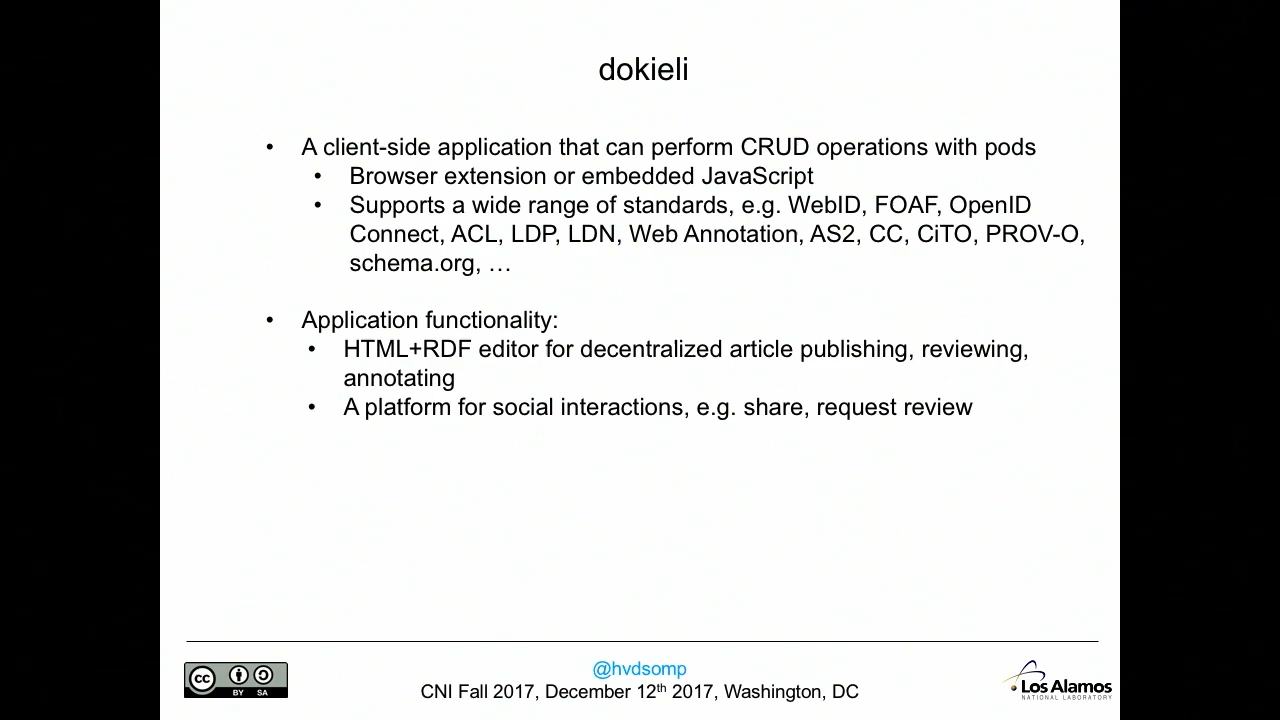 dokieli
• A client-side application that can perform CRUD operations with pods
• Browser extension or embedded JavaScript
• Supports a wide range of standards, e.g. WebID, FOAF, OpenID
Connect, ACL, LDP, LDN, Web Annotation, AS2, CC, CiTO, PROV-O,
schema.org, …
• Application functionality:
• HTML+RDF editor for decentralized article publishing, reviewing,
annotating
• A platform for social interactions, e.g. share, request review
cc BY SA
@hvdsomp
CNI Fall 2017, December 12th 2017, Washington, DC
Los Alamos
NATIONAL LABORATORY